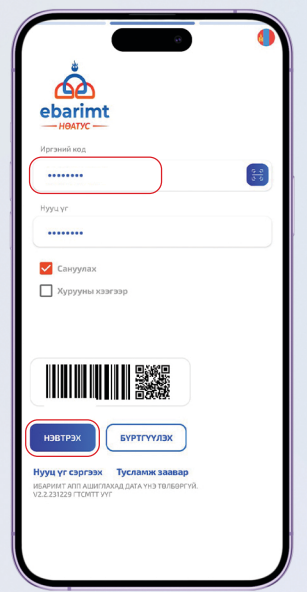 ebarimt
НӨАТУС
Иргэний код
••••••••
Нууц үг
••••••••
Сануулах
Хурууны хээгээр
НЭВТРЭХ
БҮРТГҮҮЛЭХ
Нууц үг сэргээх
Тусламж заавар
ИБАРИМТ АПП АШИГЛАХАД ДАТА ҮНЭ ТӨЛБӨРГҮЙ.
V2.2.231229 ГТСМТТ УҮГ